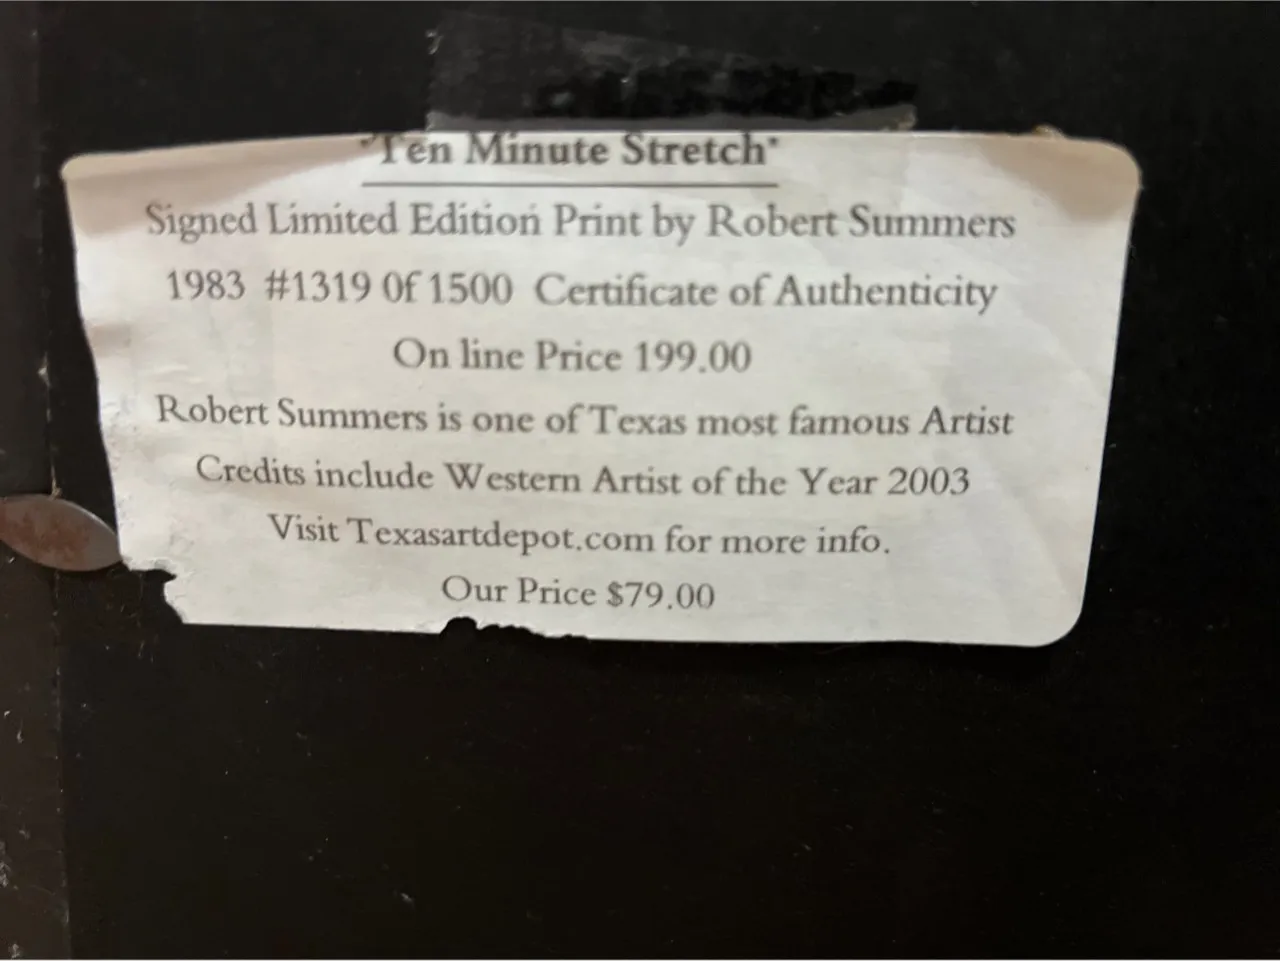 "Ten Minute Stretch"
Signed Limited Edition Print by Robert Summers
1983 #1319 0f 1500 Certificate of Authenticity
On line Price 199.00
Robert Summers is one of Texas most famous Artist
Credits include Western Artist of the Year 2003
Visit Texasartdepot.com for more info.
Our Price $79.00